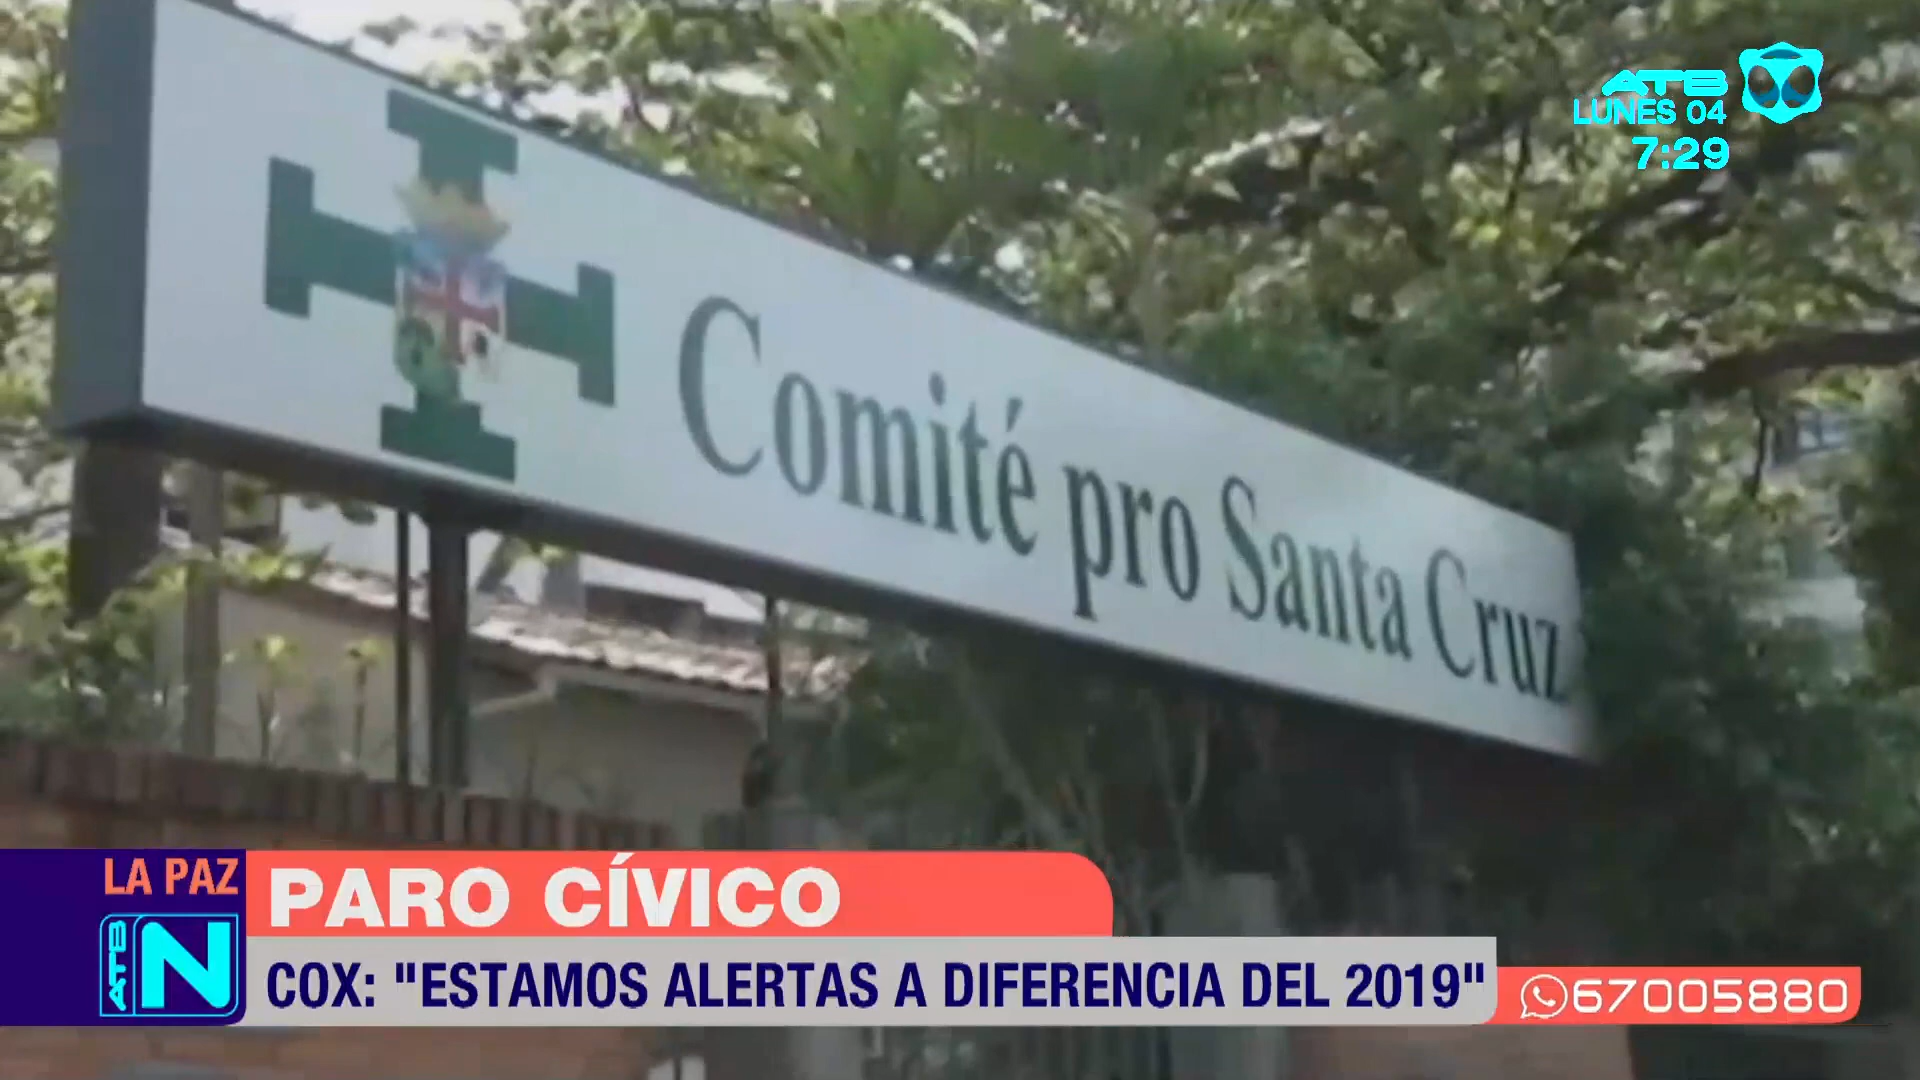 ATB
LUNES 04
7:29
Comité pro Santa Cruz
LA PAZ
PARO CÍVICO
ATB N
COX: "ESTAMOS ALERTAS A DIFERENCIA DEL 2019"
67005880